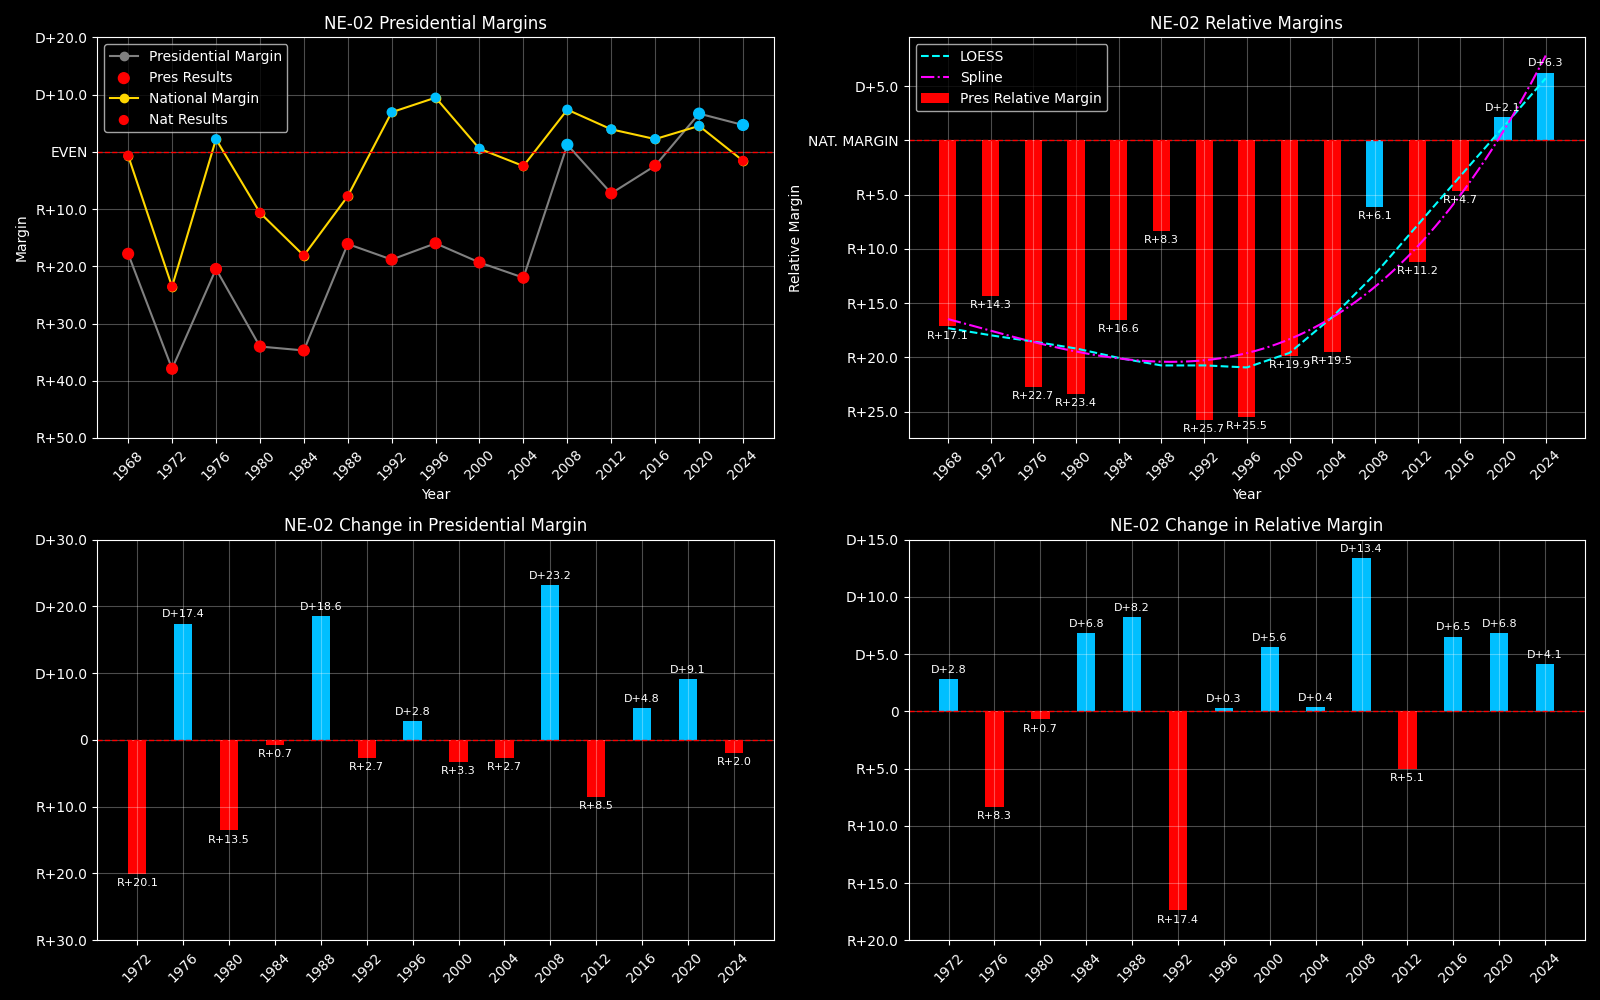 NE-02 Presidential Margins
D+20.0
D+10.0
EVEN
R+10.0
R+20.0
R+30.0
R+40.0
R+50.0
Margin
Presidential Margin
Pres Results
National Margin
Nat Results
1968 1972 1976 1980 1984 1988 1992 1996 2000 2004 2008 2012 2016 2020 2024
Year
NE-02 Relative Margins
D+5.0
NAT. MARGIN
R+5.0
R+10.0
R+15.0
R+20.0
R+25.0
Relative Margin
LOESS
Spline
Pres Relative Margin
R+17.1
R+14.3
R+22.7
R+23.4
R+16.6
R+8.3
R+25.7
R+25.5
R+19.9
R+19.5
R+6.1
R+11.2
R+4.7
D+2.1
D+6.3
1968 1972 1976 1980 1984 1988 1992 1996 2000 2004 2008 2012 2016 2020 2024
Year
NE-02 Change in Presidential Margin
D+30.0
D+20.0
D+10.0
0
R+10.0
R+20.0
R+30.0
R+20.1
D+17.4
R+13.5
R+0.7
D+18.6
R+2.7
D+2.8
R+3.3
R+2.7
D+23.2
R+8.5
D+4.8
D+9.1
R+2.0
1972 1976 1980 1984 1988 1992 1996 2000 2004 2008 2012 2016 2020 2024
NE-02 Change in Relative Margin
D+15.0
D+10.0
D+5.0
0
R+5.0
R+10.0
R+15.0
R+20.0
D+2.8
R+8.3
R+0.7
D+6.8
D+8.2
R+17.4
D+0.3
D+5.6
D+0.4
D+13.4
R+5.1
D+6.5
D+6.8
D+4.1
1972 1976 1980 1984 1988 1992 1996 2000 2004 2008 2012 2016 2020 2024